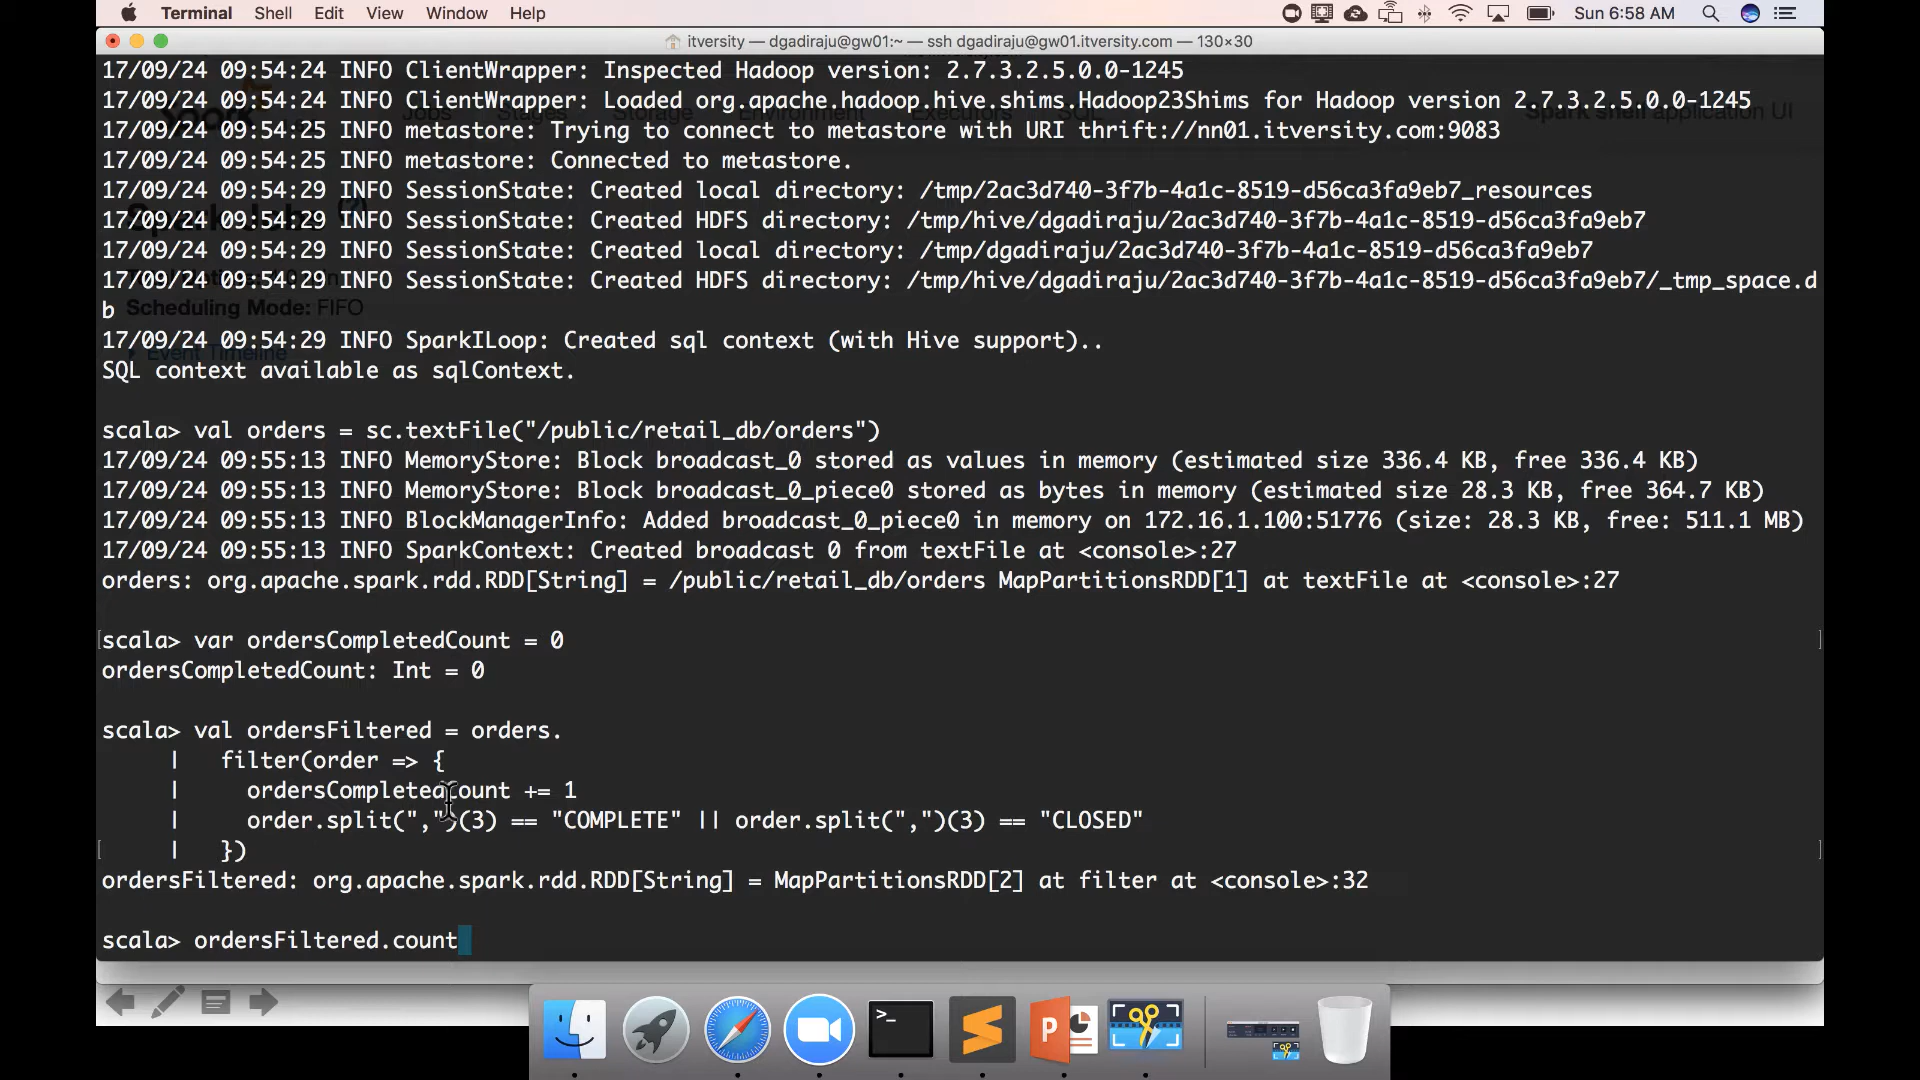 Terminal Shell Edit View Window Help Sun 6:58 AM
itversity — dgadiraju@gw01:~ — ssh dgadiraju@gw01.itversity.com — 130×30
17/09/24 09:54:24 INFO ClientWrapper: Inspected Hadoop version: 2.7.3.2.5.0.0-1245
17/09/24 09:54:24 INFO ClientWrapper: Loaded org.apache.hadoop.hive.shims.Hadoop23Shims for Hadoop version 2.7.3.2.5.0.0-1245
Spark Jobs Stages Storage Environment Executors SQL Spark shell application UI
17/09/24 09:54:25 INFO metastore: Trying to connect to metastore with URI thrift://nn01.itversity.com:9083
17/09/24 09:54:25 INFO metastore: Connected to metastore.
17/09/24 09:54:29 INFO SessionState: Created local directory: /tmp/2ac3d740-3f7b-4a1c-8519-d56ca3fa9eb7_resources
Spark Jobs (?)
17/09/24 09:54:29 INFO SessionState: Created HDFS directory: /tmp/hive/dgadiraju/2ac3d740-3f7b-4a1c-8519-d56ca3fa9eb7
17/09/24 09:54:29 INFO SessionState: Created local directory: /tmp/dgadiraju/2ac3d740-3f7b-4a1c-8519-d56ca3fa9eb7
17/09/24 09:54:29 INFO SessionState: Created HDFS directory: /tmp/hive/dgadiraju/2ac3d740-3f7b-4a1c-8519-d56ca3fa9eb7/_tmp_space.d
b
Scheduling Mode: FIFO
17/09/24 09:54:29 INFO SparkILoop: Created sql context (with Hive support)..
Event Timeline
SQL context available as sqlContext.
scala> val orders = sc.textFile("/public/retail_db/orders")
17/09/24 09:55:13 INFO MemoryStore: Block broadcast_0 stored as values in memory (estimated size 336.4 KB, free 336.4 KB)
17/09/24 09:55:13 INFO MemoryStore: Block broadcast_0_piece0 stored as bytes in memory (estimated size 28.3 KB, free 364.7 KB)
17/09/24 09:55:13 INFO BlockManagerInfo: Added broadcast_0_piece0 in memory on 172.16.1.100:51776 (size: 28.3 KB, free: 511.1 MB)
17/09/24 09:55:13 INFO SparkContext: Created broadcast 0 from textFile at <console>:27
orders: org.apache.spark.rdd.RDD[String] = /public/retail_db/orders MapPartitionsRDD[1] at textFile at <console>:27
[scala> var ordersCompletedCount = 0 ]
ordersCompletedCount: Int = 0
scala> val ordersFiltered = orders.
| filter(order => {
| ordersCompletedCount += 1
| order.split(",")(3) == "COMPLETE" || order.split(",")(3) == "CLOSED"
[ | }) ]
ordersFiltered: org.apache.spark.rdd.RDD[String] = MapPartitionsRDD[2] at filter at <console>:32
scala> ordersFiltered.count
>_
P